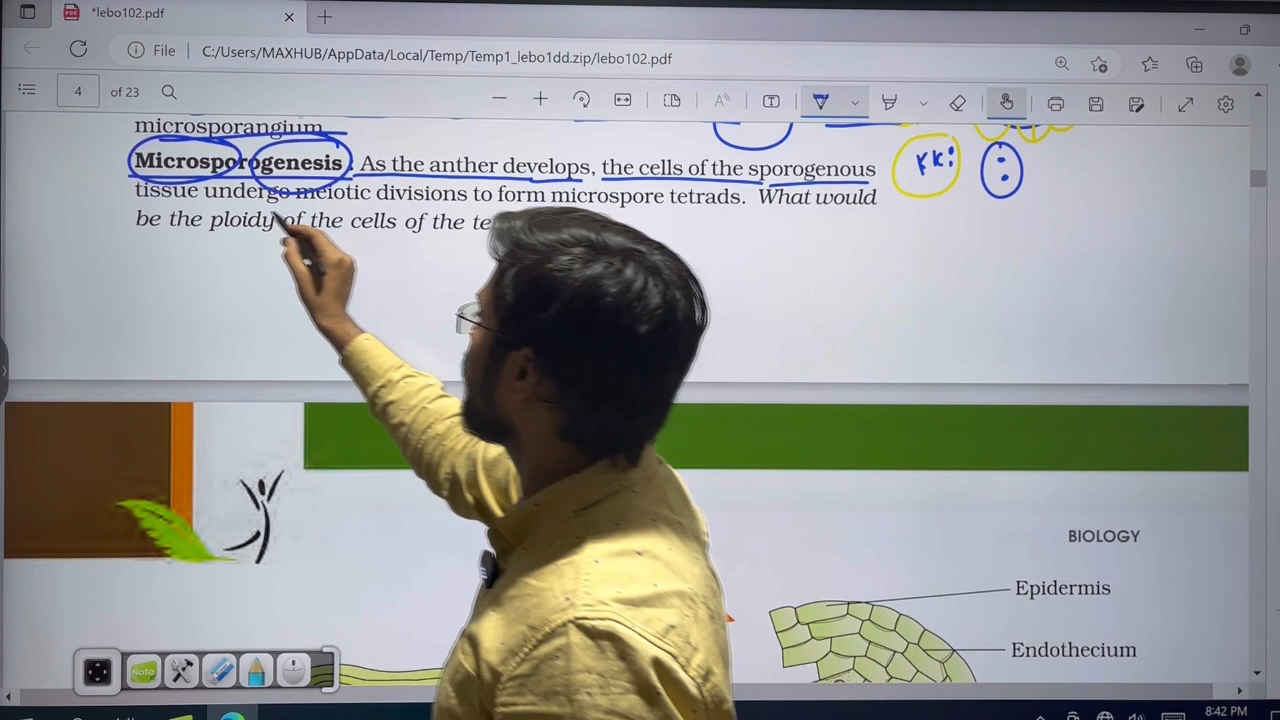 *lebo102.pdf
File C:/Users/MAXHUB/AppData/Local/Temp/Temp1_lebo1dd.zip/lebo102.pdf
4 of 23
microsporangium
Microsporogenesis : As the anther develops, the cells of the sporogenous
tissue undergo meiotic divisions to form microspore tetrads. What would
be the ploidy of the cells of the te
BIOLOGY
Epidermis
Endothecium
Note
8:42 PM